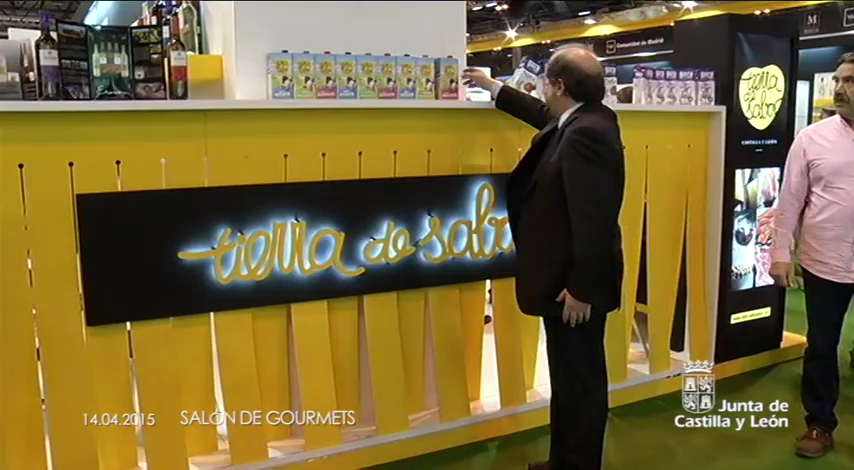 Comunidad de Madrid
tierra
de sabor
CASTILLA Y LEÓN
tierra de sabor
14.04.2015 SALÓN DE GOURMETS
Junta de
Castilla y León